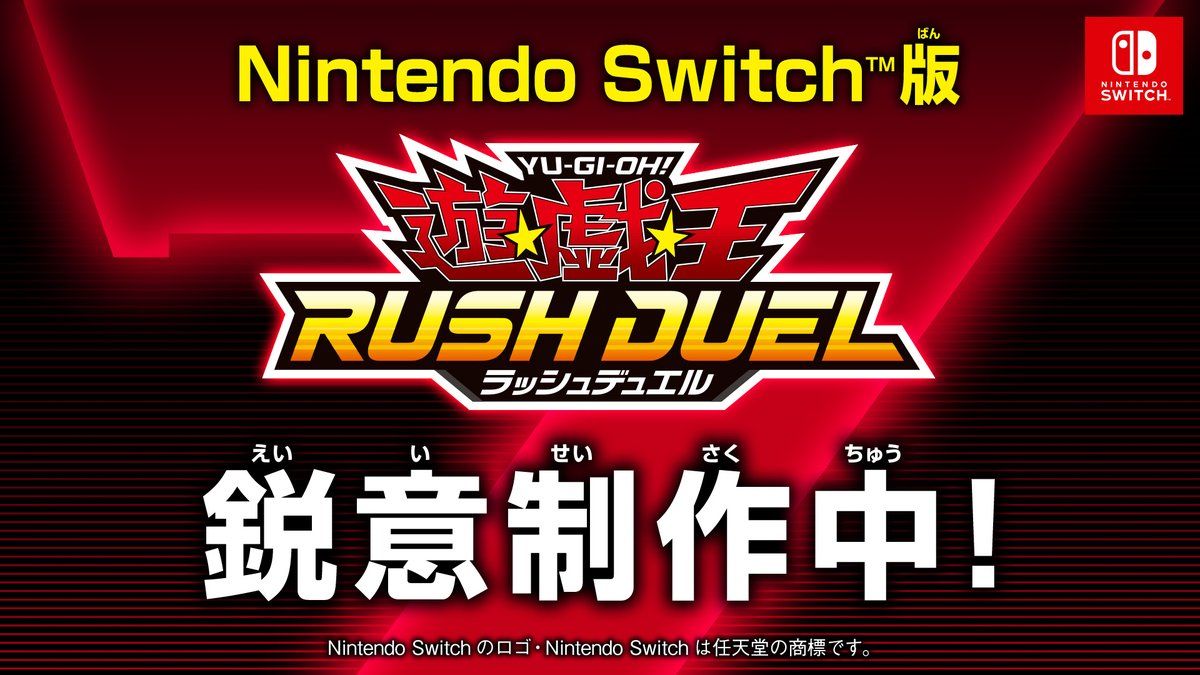 ばん
Nintendo Switch™版
NINTENDO
SWITCH™
YU-GI-OH!
遊☆戯☆王
RUSH DUEL
ラッシュデュエル
えい い せい さく ちゅう
鋭意制作中!
Nintendo Switch のロゴ・Nintendo Switch は任天堂の商標です。